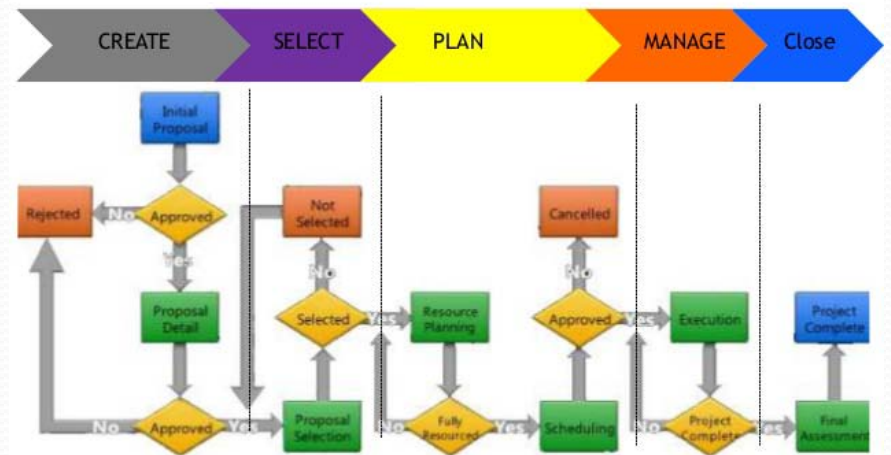 CREATE
SELECT
PLAN
MANAGE
Close
Initial
Proposal
Rejected
No
Approved
Yes
Proposal
Detail
No
Approved
Yes
Not
Selected
No
Selected
Yes
Proposal
Selection
Resource
Planning
No
Fully
Resourced
Yes
Scheduling
Cancelled
No
Approved
Yes
Execution
No
Project
Complete
Yes
Project
Complete
Final
Assessment